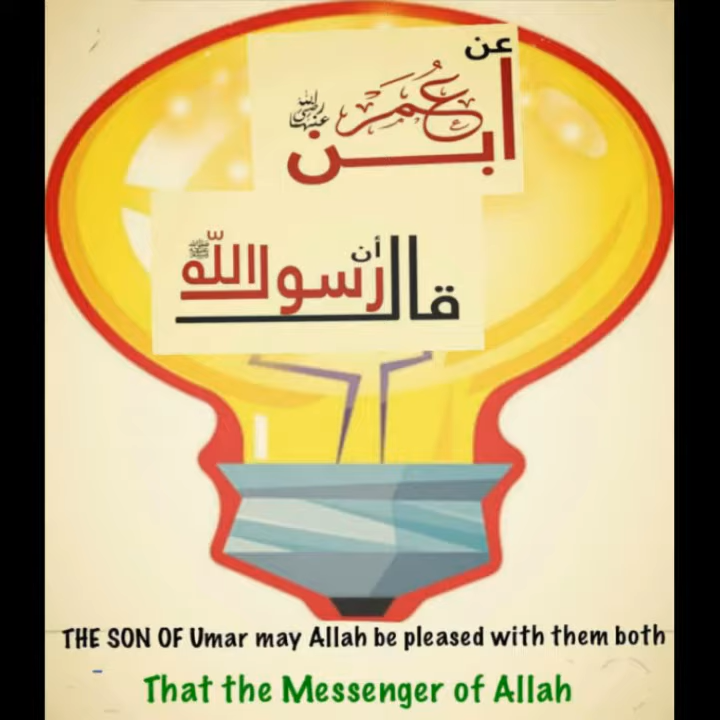 عن
ابن عُمَر رضي الله عنهما
أن
قال رسول الله ﷺ
THE SON OF Umar may Allah be pleased with them both
That the Messenger of Allah